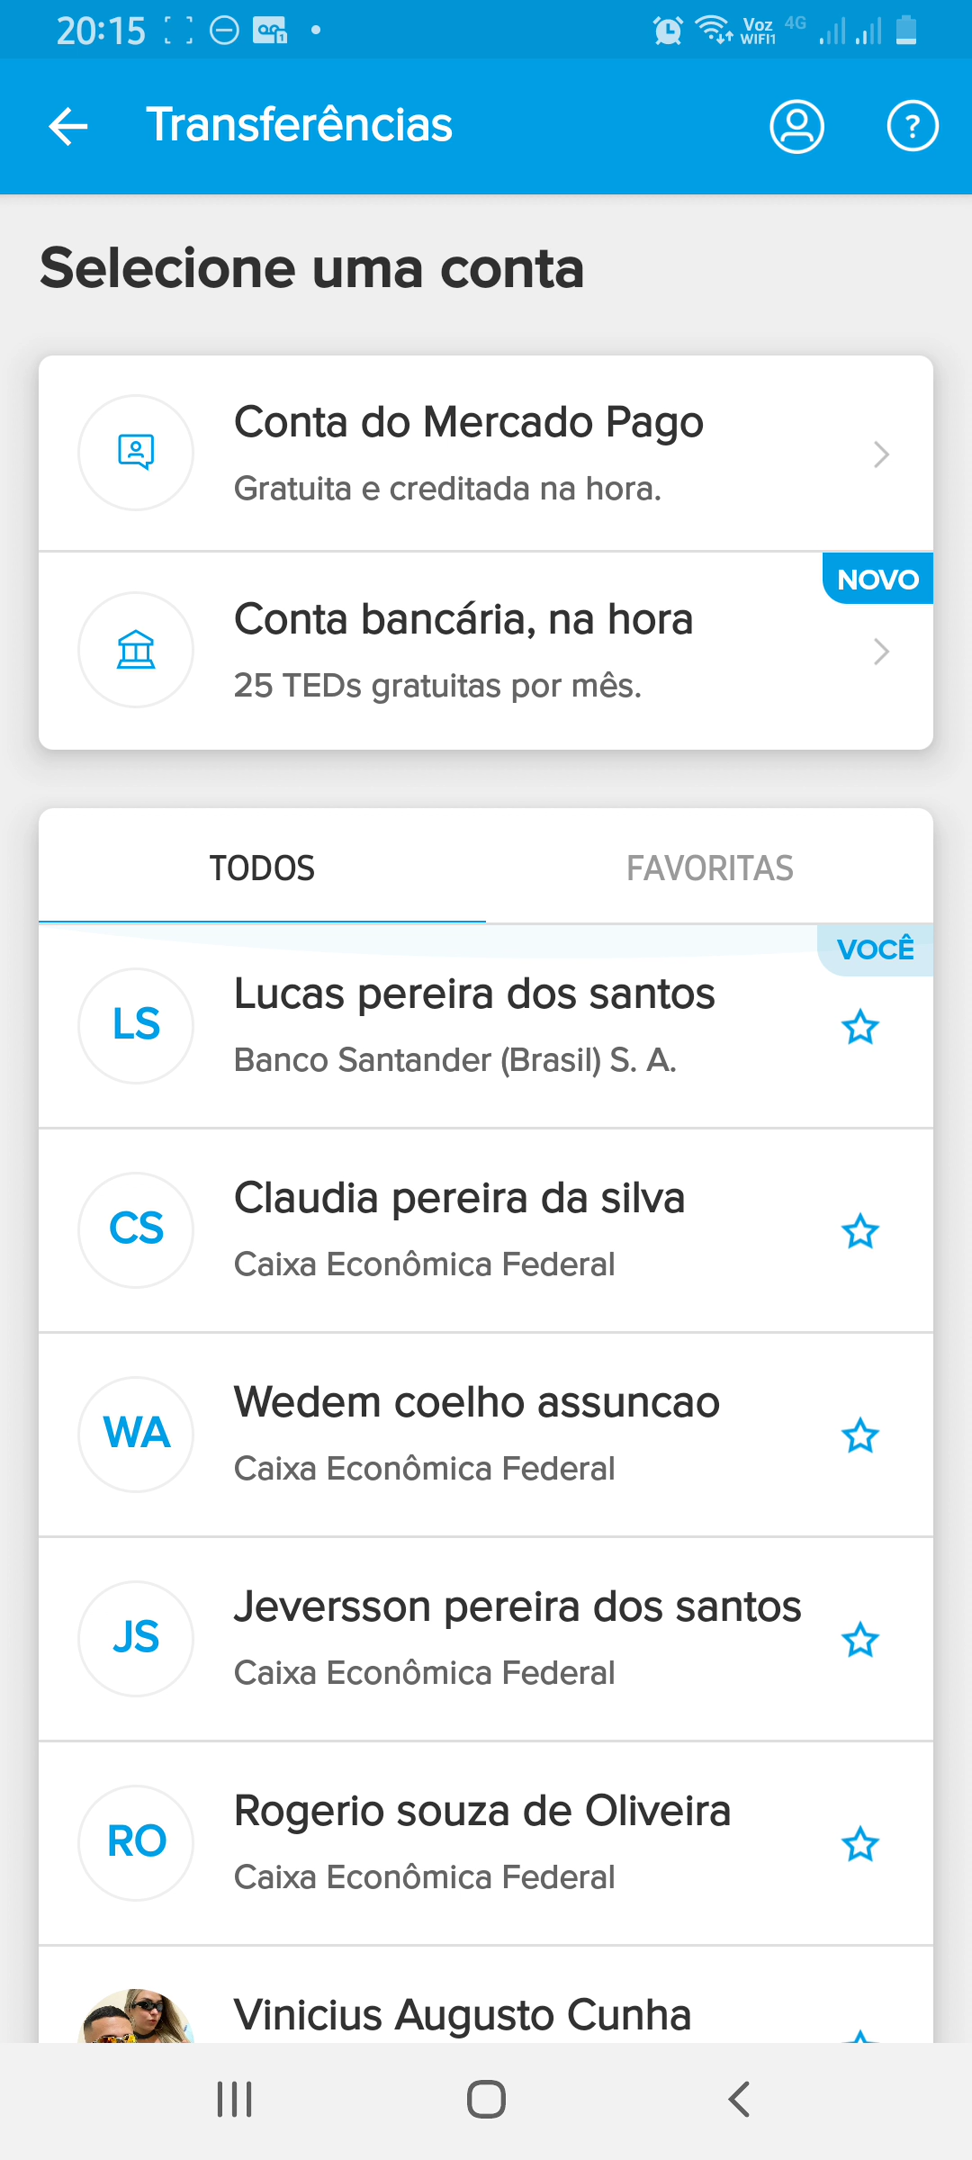 20:15
Voz 4G
WIFI1
Transferências
?
Selecione uma conta
Conta do Mercado Pago
Gratuita e creditada na hora.
NOVO
Conta bancária, na hora
25 TEDs gratuitas por mês.
TODOS
FAVORITAS
VOCÊ
LS
Lucas pereira dos santos
Banco Santander (Brasil) S. A.
CS
Claudia pereira da silva
Caixa Econômica Federal
WA
Wedem coelho assuncao
Caixa Econômica Federal
JS
Jeversson pereira dos santos
Caixa Econômica Federal
RO
Rogerio souza de Oliveira
Caixa Econômica Federal
Vinicius Augusto Cunha